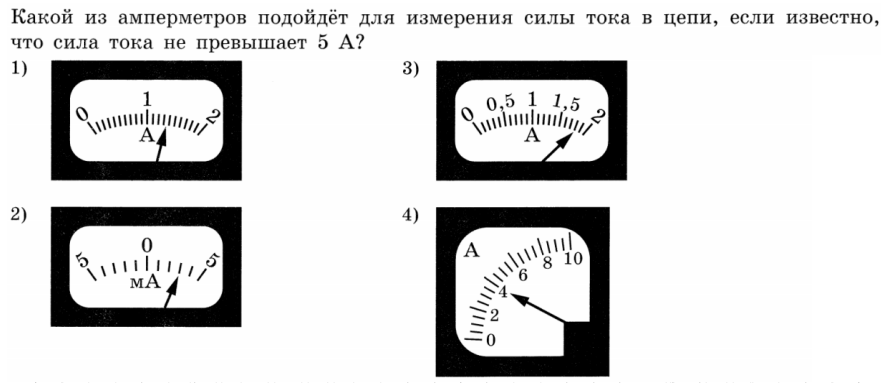 Какой из амперметров подойдёт для измерения силы тока в цепи, если известно,
что сила тока не превышает 5 А?
1)
0 1 2
А
3)
0 0,5 1 1,5 2
А
2)
5 0 5
мА
4)
А
0 2 4 6 8 10